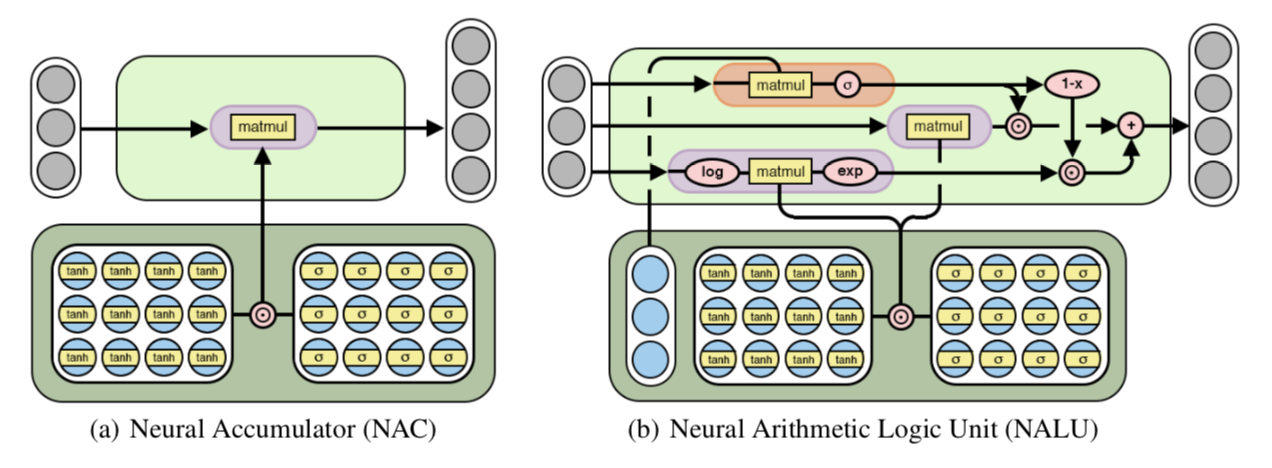 matmul
tanh tanh tanh tanh σ σ σ σ
tanh tanh tanh tanh σ σ σ σ
tanh tanh tanh tanh σ σ σ σ
(a) Neural Accumulator (NAC)
matmul σ 1-x
matmul +
log matmul exp
tanh tanh tanh tanh σ σ σ σ
tanh tanh tanh tanh σ σ σ σ
tanh tanh tanh tanh σ σ σ σ
(b) Neural Arithmetic Logic Unit (NALU)